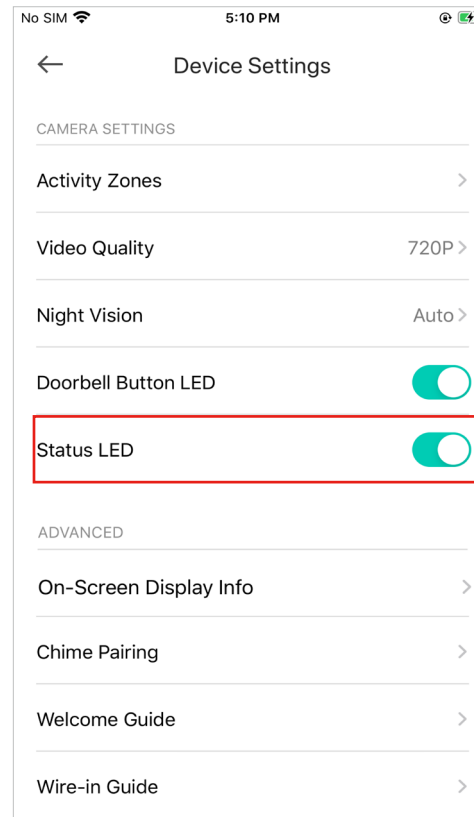 No SIM 5:10 PM
Device Settings
CAMERA SETTINGS
Activity Zones
Video Quality 720P
Night Vision Auto
Doorbell Button LED
Status LED
ADVANCED
On-Screen Display Info
Chime Pairing
Welcome Guide
Wire-in Guide